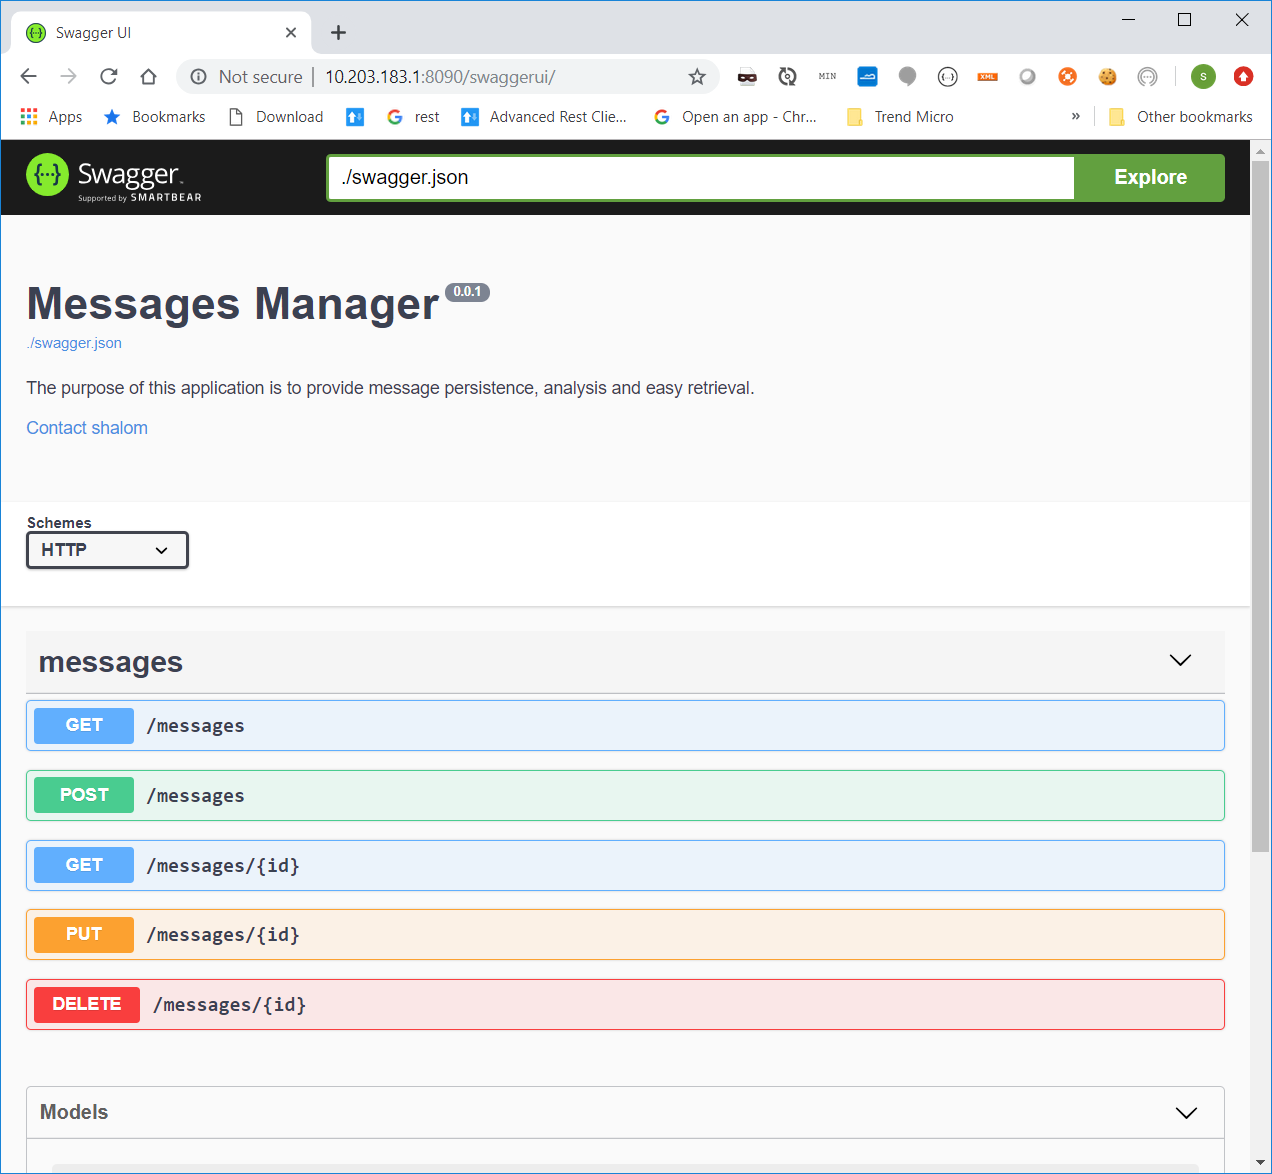 Swagger UI
Not secure | 10.203.183.1:8090/swaggerui/
MIN
XML
S
Apps
Bookmarks
Download
rest
Advanced Rest Clie...
Open an app - Chr...
Trend Micro
»
Other bookmarks
{··} Swagger™
Supported by SMARTBEAR
./swagger.json
Explore
Messages Manager 0.0.1
./swagger.json
The purpose of this application is to provide message persistence, analysis and easy retrieval.
Contact shalom
Schemes
HTTP
messages
GET /messages
POST /messages
GET /messages/{id}
PUT /messages/{id}
DELETE /messages/{id}
Models